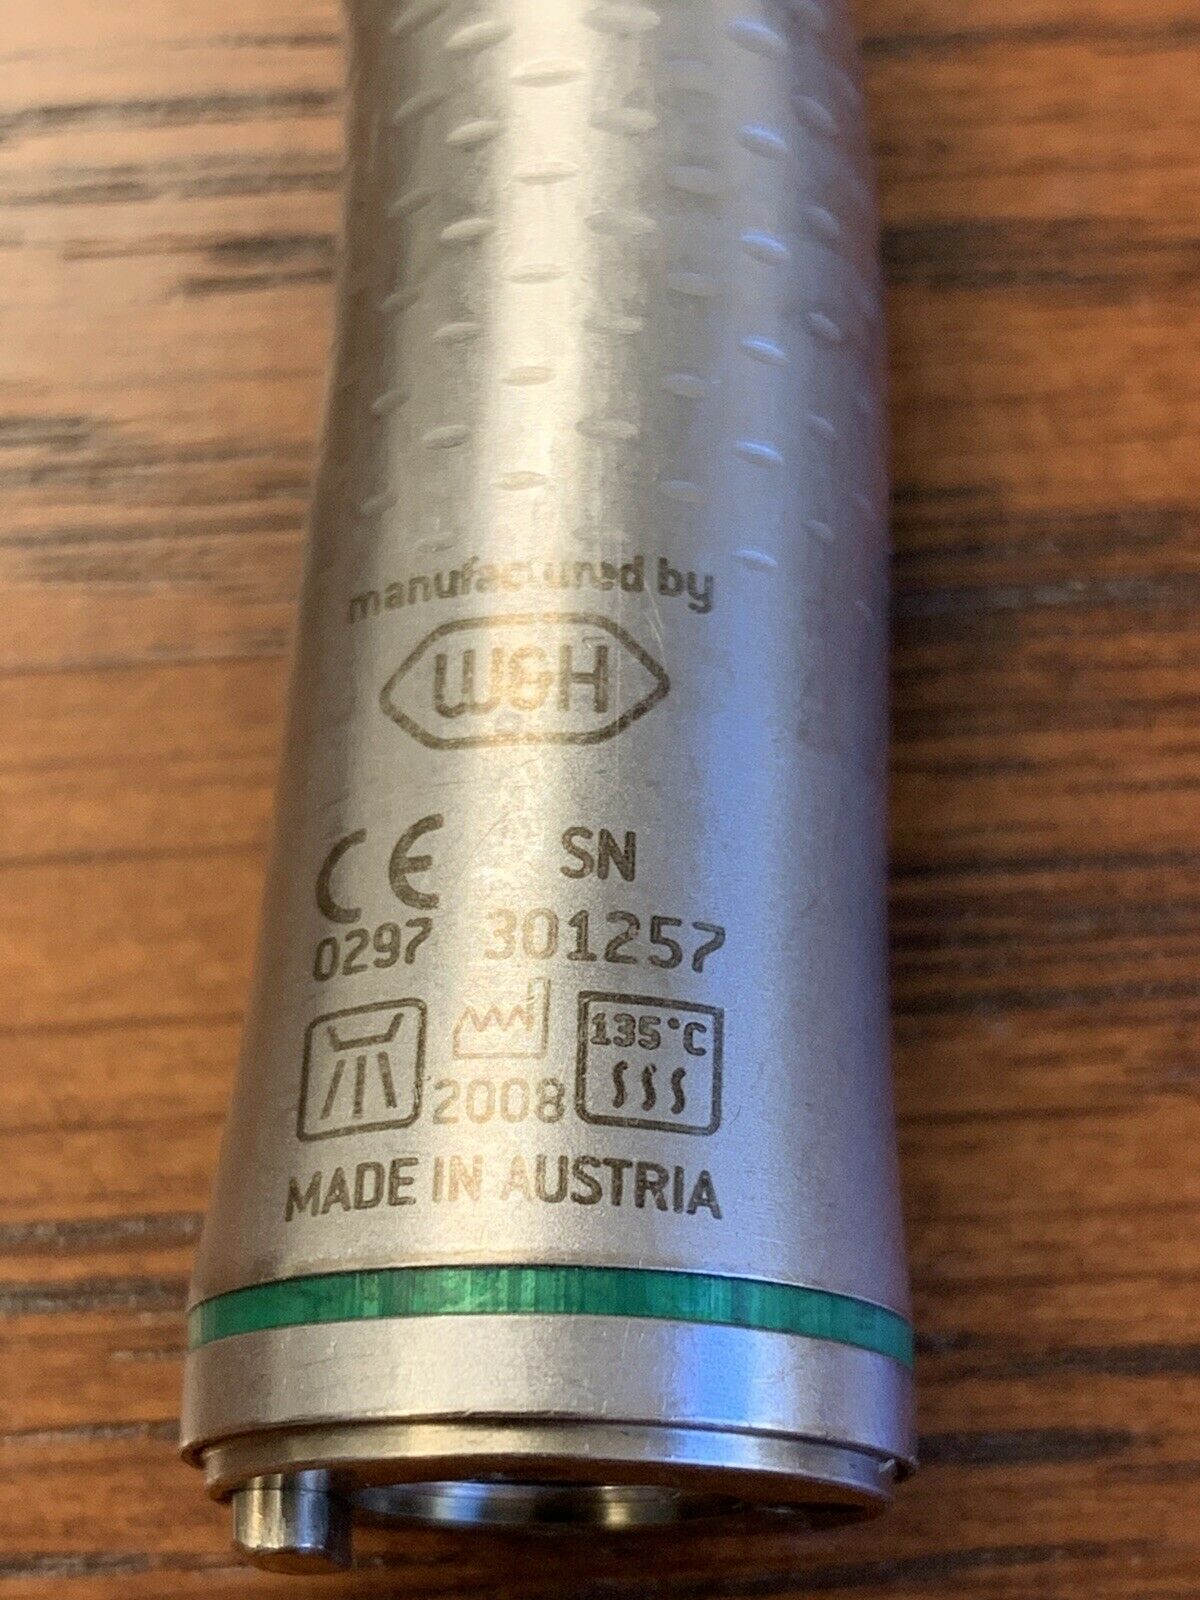 manufactured by
W&H
CE SN
0297 301257
135°C
2008
MADE IN AUSTRIA